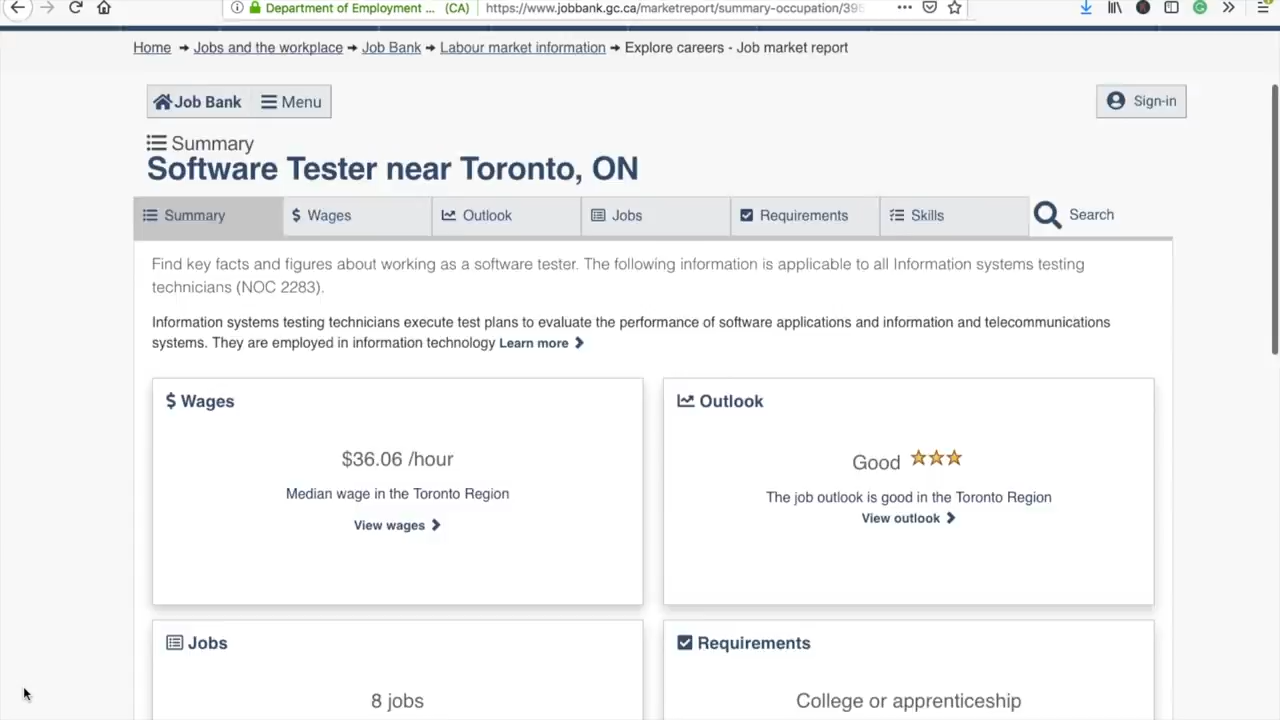 Department of Employment ... (CA) https://www.jobbank.gc.ca/marketreport/summary-occupation/395
Home → Jobs and the workplace → Job Bank → Labour market information → Explore careers - Job market report
Job Bank Menu Sign-in
Summary
Software Tester near Toronto, ON
Summary $ Wages Outlook Jobs Requirements Skills Search
Find key facts and figures about working as a software tester. The following information is applicable to all Information systems testing
technicians (NOC 2283).
Information systems testing technicians execute test plans to evaluate the performance of software applications and information and telecommunications
systems. They are employed in information technology Learn more
$ Wages
$36.06 /hour
Median wage in the Toronto Region
View wages
Outlook
Good
The job outlook is good in the Toronto Region
View outlook
Jobs
8 jobs
Requirements
College or apprenticeship